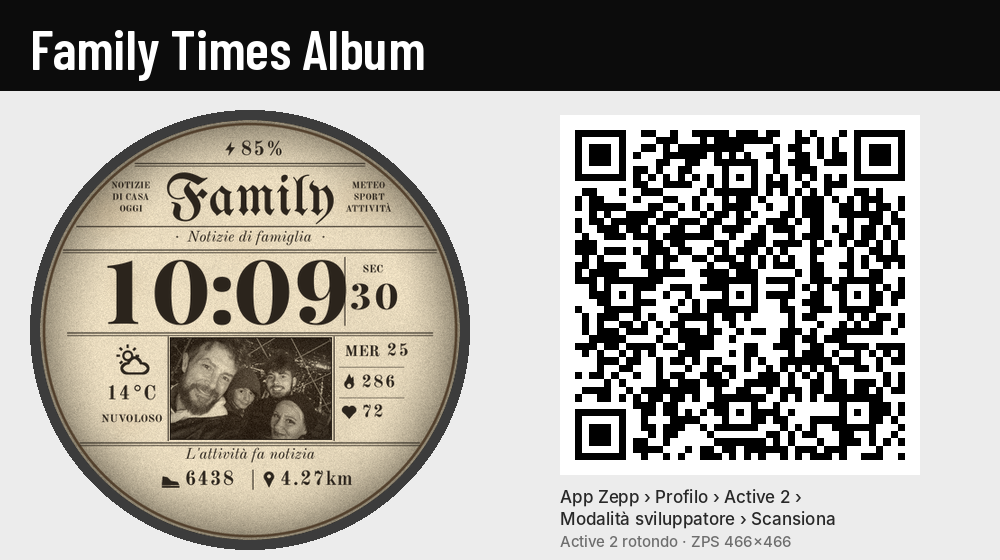 Family Times Album
85%
NOTIZIE
DI CASA
OGGI
Family
METEO
SPORT
ATTIVITÀ
· Notizie di famiglia ·
10:09
SEC
30
14°C
NUVOLOSO
MER 25
286
72
L'attività fa notizia
6438 | 4.27km
App Zepp › Profilo › Active 2 ›
Modalità sviluppatore › Scansiona
Active 2 rotondo · ZPS 466×466